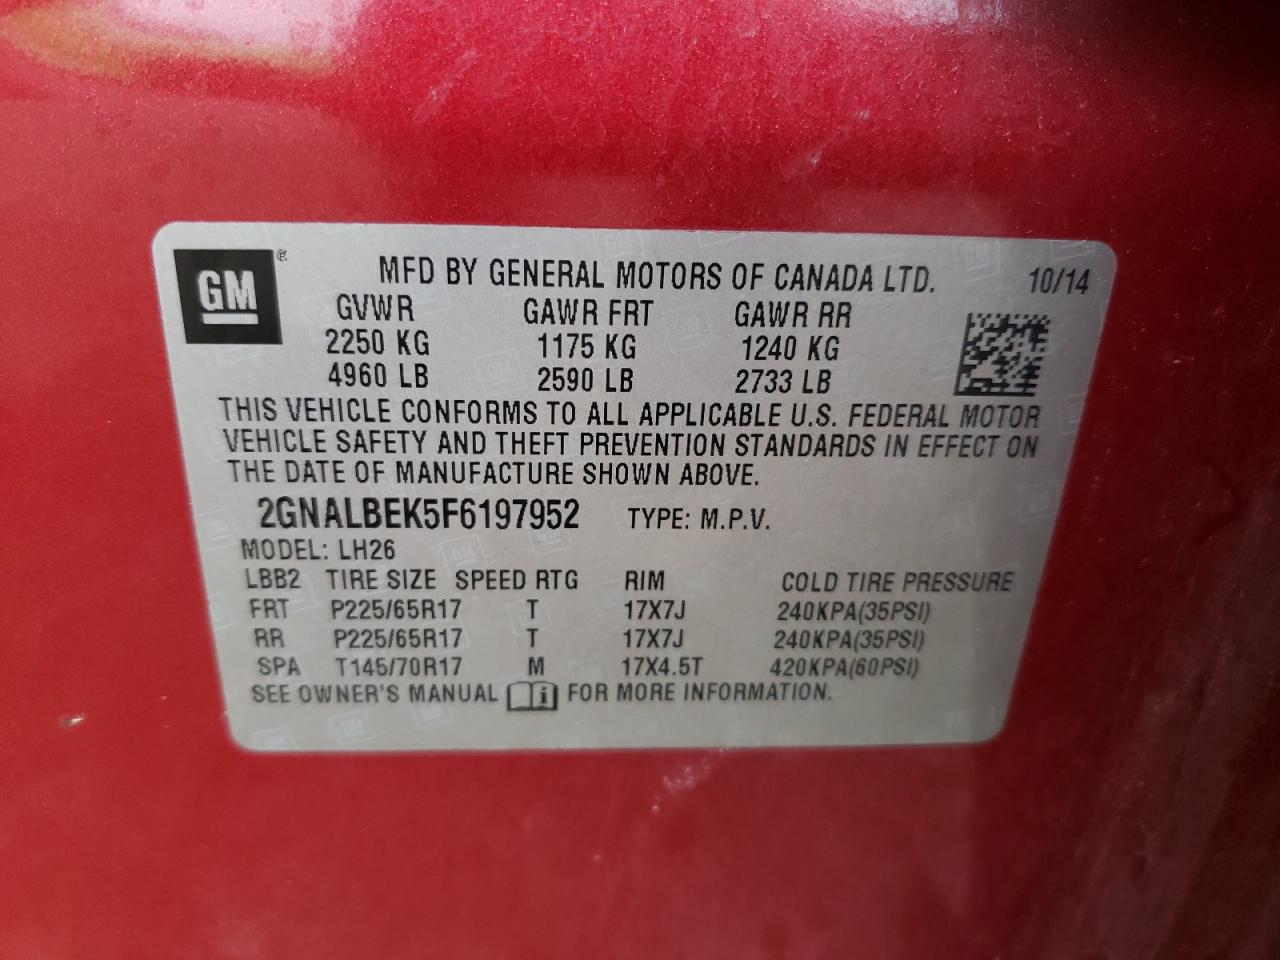 GM®
MFD BY GENERAL MOTORS OF CANADA LTD. 10/14
GVWR GAWR FRT GAWR RR
2250 KG 1175 KG 1240 KG
4960 LB 2590 LB 2733 LB
THIS VEHICLE CONFORMS TO ALL APPLICABLE U.S. FEDERAL MOTOR
VEHICLE SAFETY AND THEFT PREVENTION STANDARDS IN EFFECT ON
THE DATE OF MANUFACTURE SHOWN ABOVE.
2GNALBEK5F6197952 TYPE: M.P.V.
MODEL: LH26
LBB2 TIRE SIZE SPEED RTG RIM COLD TIRE PRESSURE
FRT P225/65R17 T 17X7J 240KPA(35PSI)
RR P225/65R17 T 17X7J 240KPA(35PSI)
SPA T145/70R17 M 17X4.5T 420KPA(60PSI)
SEE OWNER'S MANUAL i FOR MORE INFORMATION.